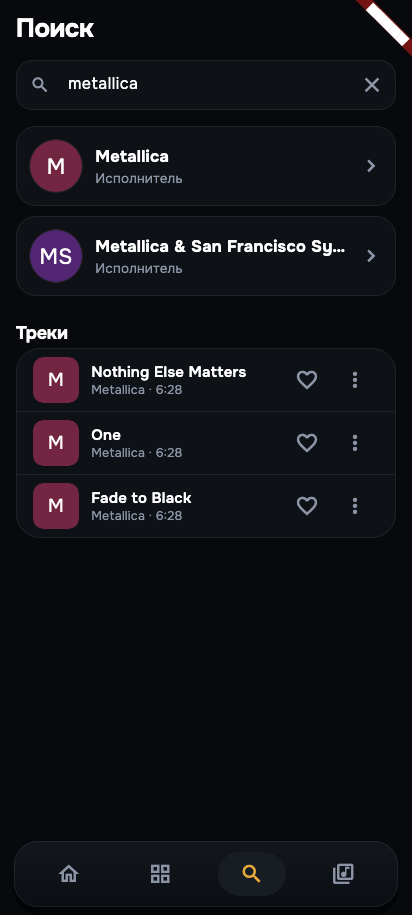 Поиск
metallica
M
Metallica
Исполнитель
MS
Metallica & San Francisco Sy...
Исполнитель
Треки
M
Nothing Else Matters
Metallica · 6:28
M
One
Metallica · 6:28
M
Fade to Black
Metallica · 6:28